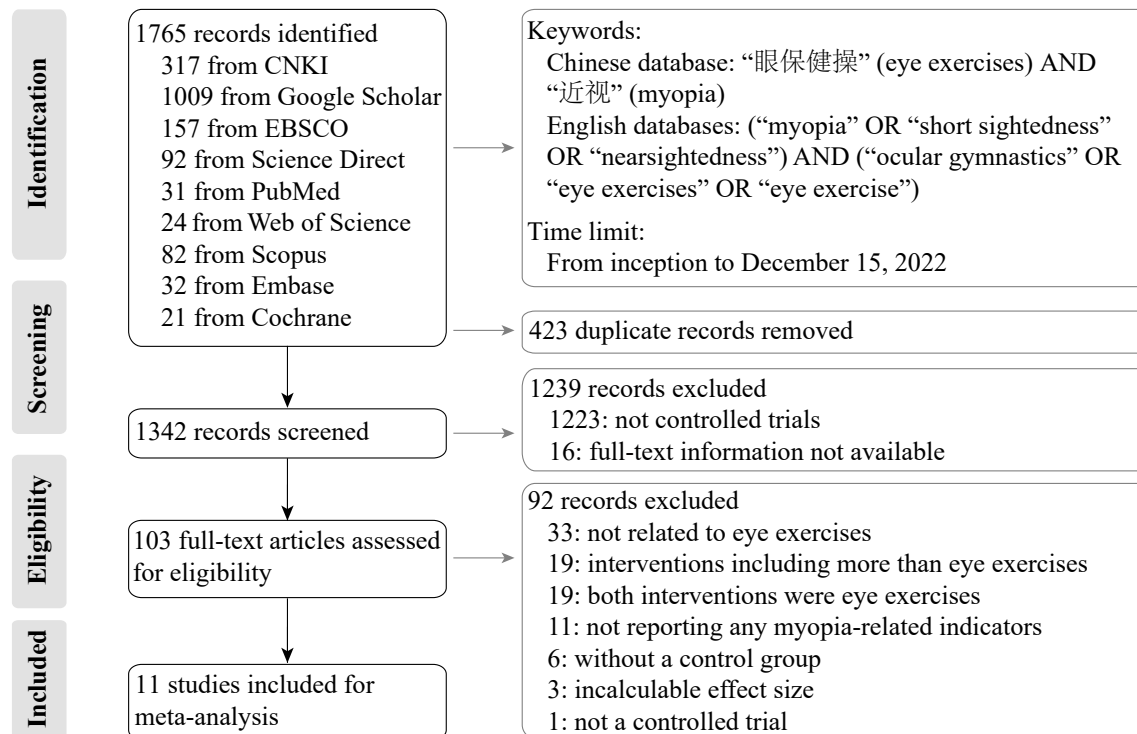 Identification
1765 records identified
317 from CNKI
1009 from Google Scholar
157 from EBSCO
92 from Science Direct
31 from PubMed
24 from Web of Science
82 from Scopus
32 from Embase
21 from Cochrane
Keywords:
Chinese database: “眼保健操” (eye exercises) AND
“近视” (myopia)
English databases: (“myopia” OR “short sightedness”
OR “nearsightedness”) AND (“ocular gymnastics” OR
“eye exercises” OR “eye exercise”)
Time limit:
From inception to December 15, 2022
Screening
423 duplicate records removed
1342 records screened
1239 records excluded
1223: not controlled trials
16: full-text information not available
Eligibility
103 full-text articles assessed
for eligibility
92 records excluded
33: not related to eye exercises
19: interventions including more than eye exercises
19: both interventions were eye exercises
11: not reporting any myopia-related indicators
6: without a control group
3: incalculable effect size
1: not a controlled trial
Included
11 studies included for
meta-analysis